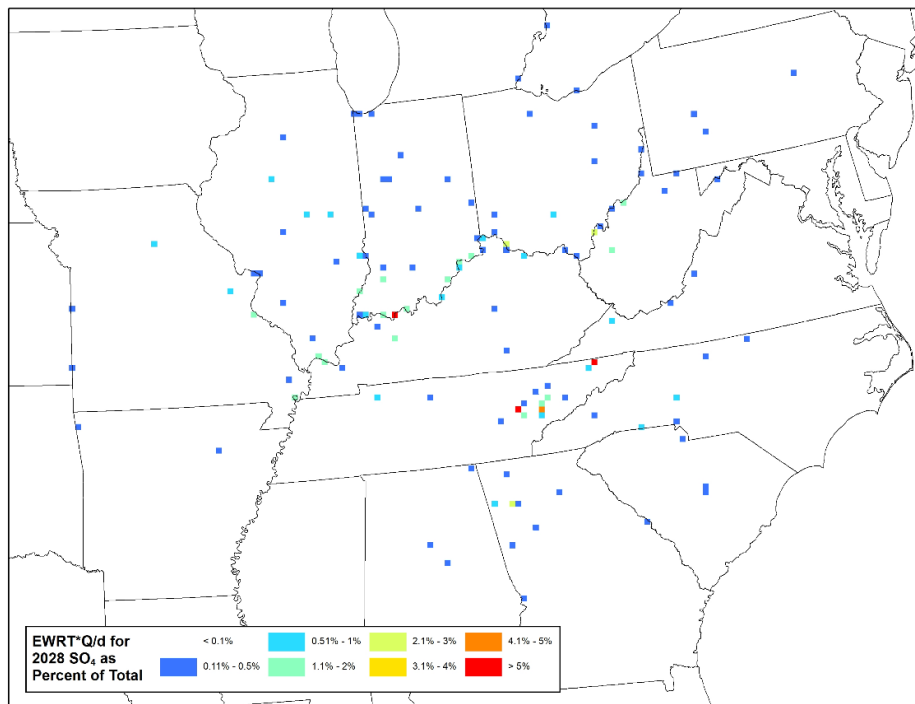 EWRT*Q/d for
2028 SO₄ as
Percent of Total
< 0.1%
0.51% - 1%
2.1% - 3%
4.1% - 5%
0.11% - 0.5%
1.1% - 2%
3.1% - 4%
> 5%